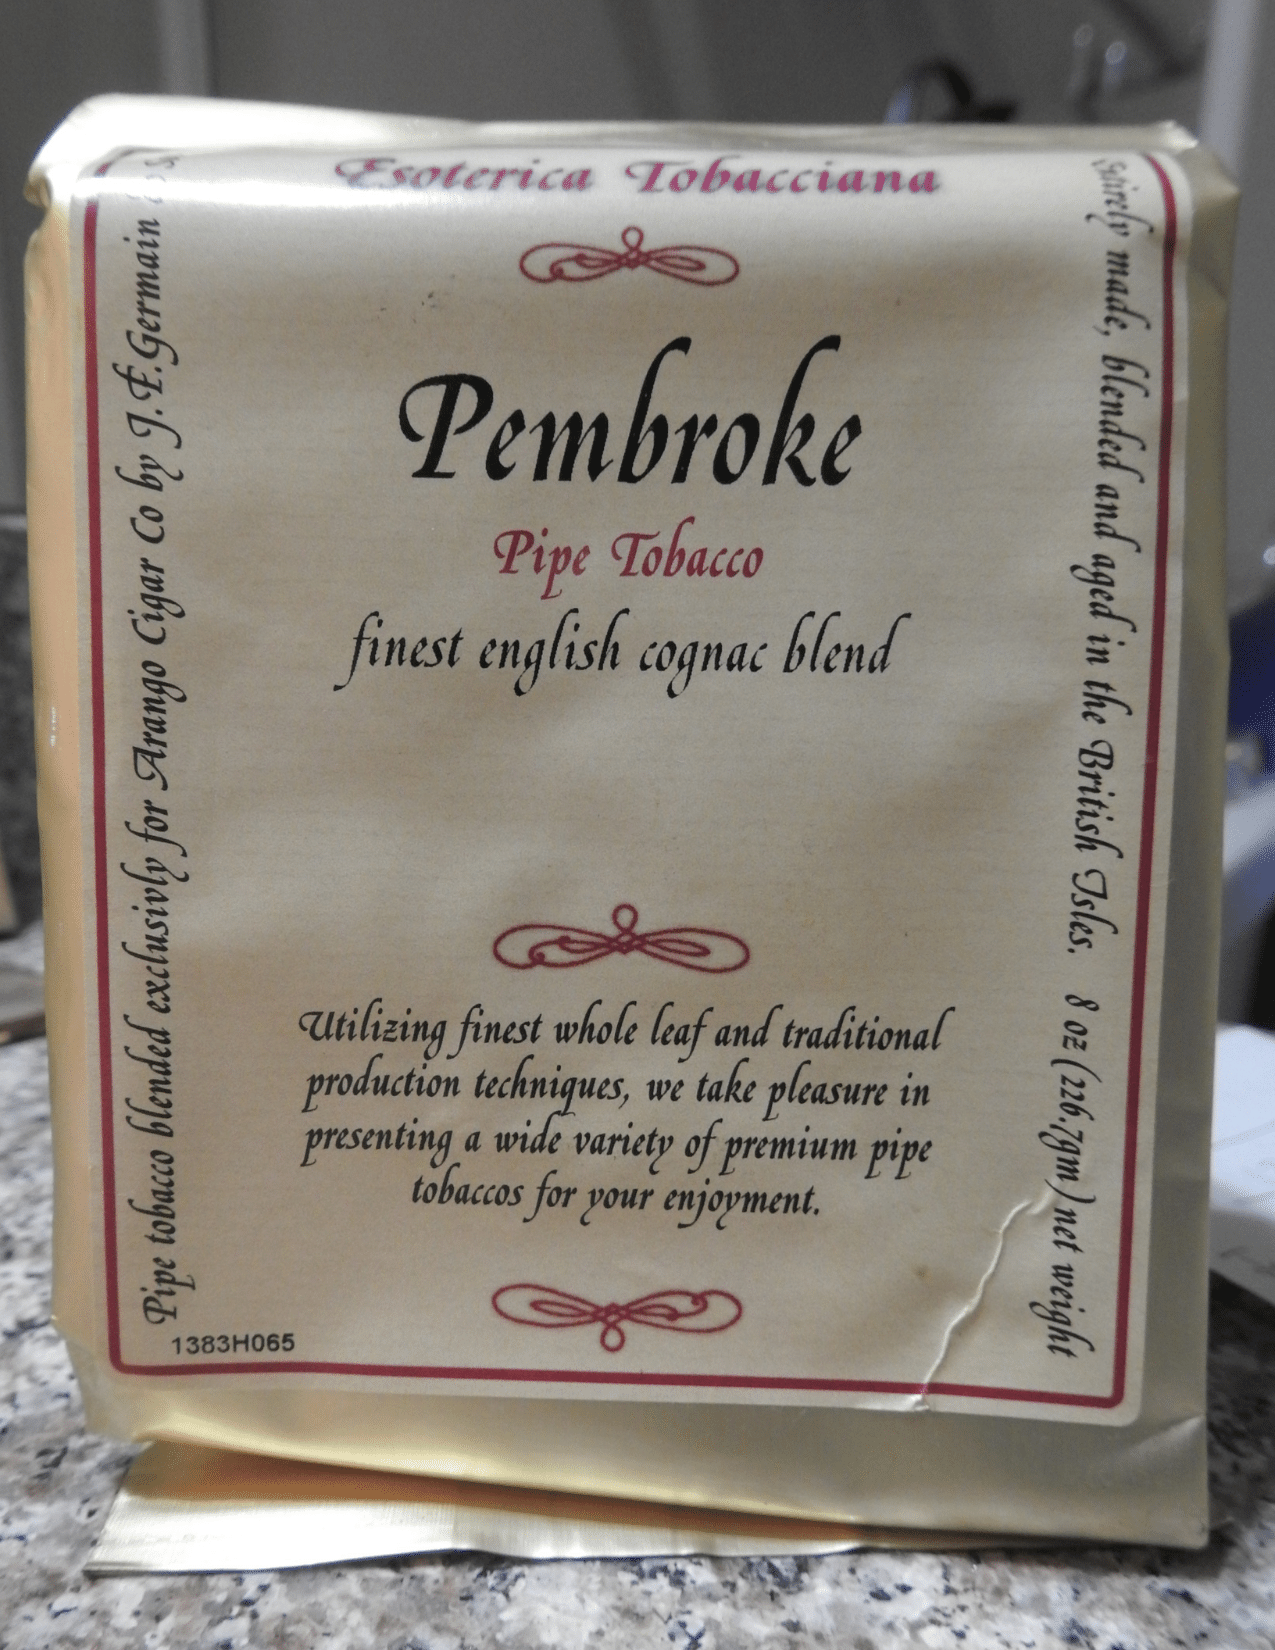 Esoterica Tobacciana
Pembroke
Pipe Tobacco
finest english cognac blend
Utilizing finest whole leaf and traditional
production techniques, we take pleasure in
presenting a wide variety of premium pipe
tobaccos for your enjoyment.
Pipe tobacco blended exclusivly for Arango Cigar Co by J.F.Germain
1383H065
Entirely made, blended and aged in the British Isles. 8 oz (226.7gm) net weight